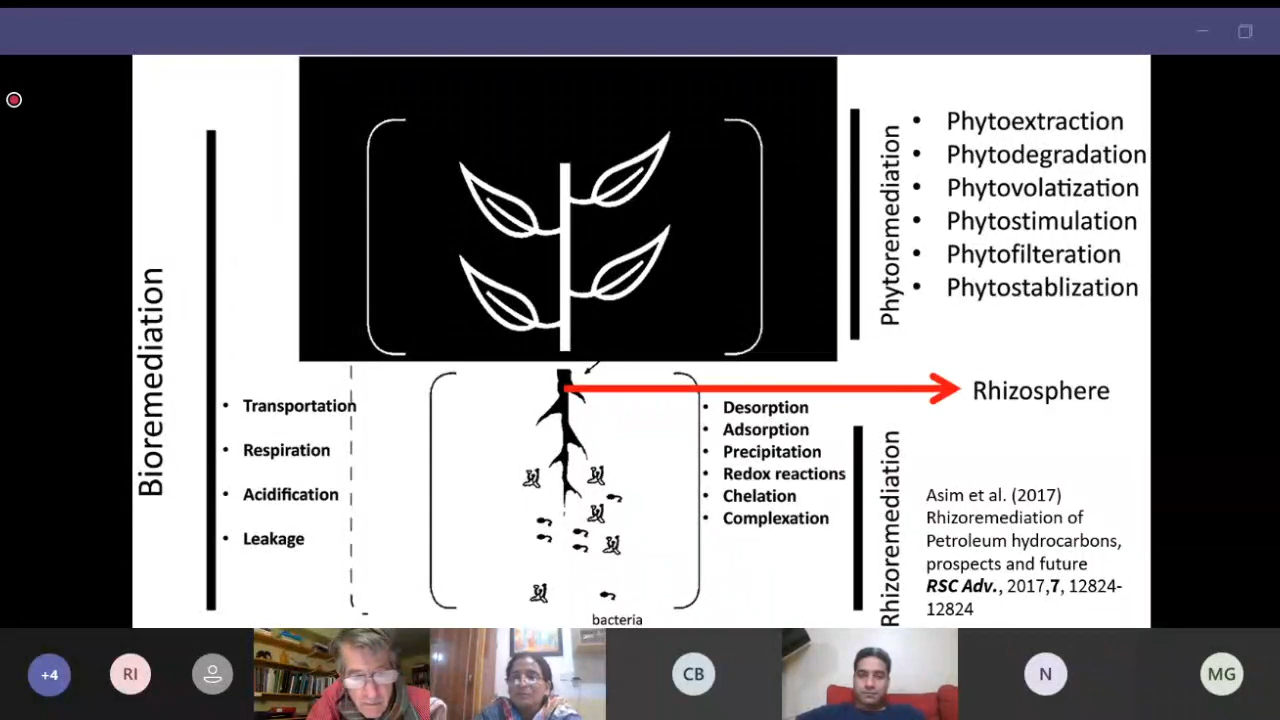 Bioremediation
• Transportation
• Respiration
• Acidification
• Leakage
Phytoremediation
• Phytoextraction
• Phytodegradation
• Phytovolatization
• Phytostimulation
• Phytofilteration
• Phytostablization
Rhizosphere
• Desorption
• Adsorption
• Precipitation
• Redox reactions
• Chelation
• Complexation
bacteria
Rhizoremediation
Asim et al. (2017)
Rhizoremediation of
Petroleum hydrocarbons,
prospects and future
RSC Adv., 2017,7, 12824-
12824
+4
RI
CB
N
MG